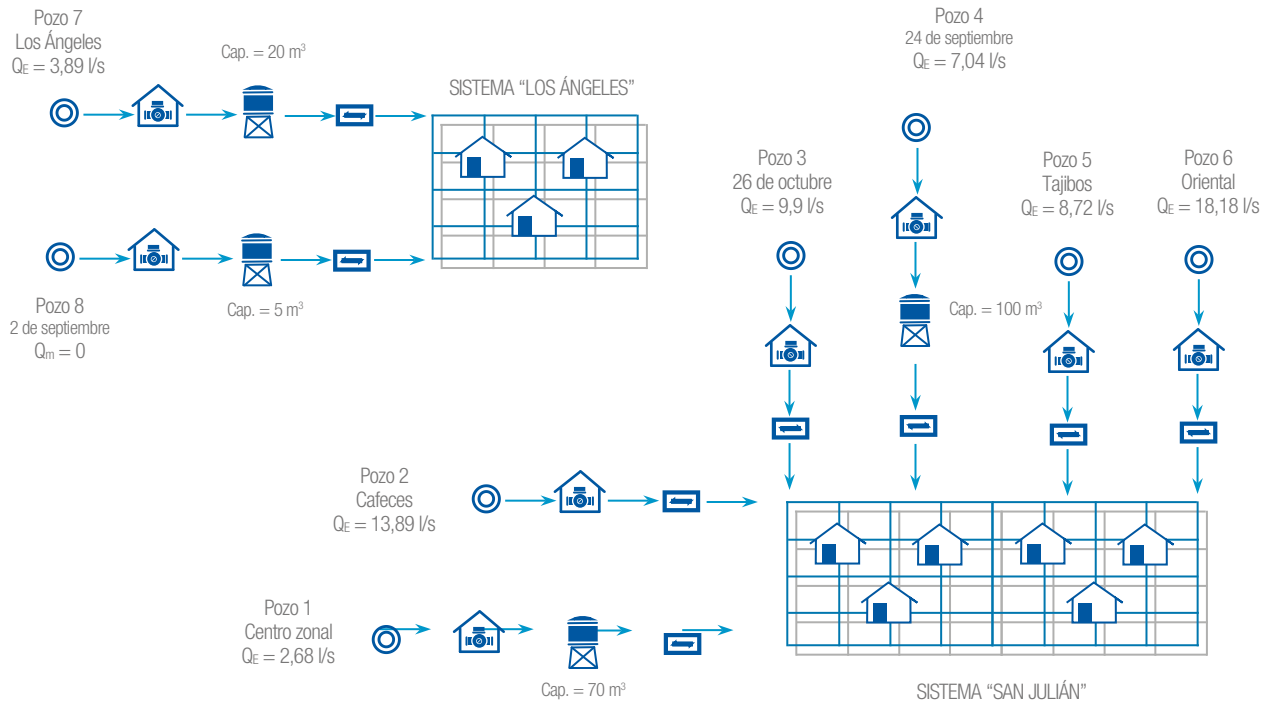 Pozo 7
Los Ángeles
QE = 3,89 l/s
Cap. = 20 m³
SISTEMA “LOS ÁNGELES”
Pozo 8
2 de septiembre
Qm = 0
Cap. = 5 m³
Pozo 4
24 de septiembre
QE = 7,04 l/s
Pozo 3
26 de octubre
QE = 9,9 l/s
Cap. = 100 m³
Pozo 5
Tajibos
QE = 8,72 l/s
Pozo 6
Oriental
QE = 18,18 l/s
Pozo 2
Cafeces
QE = 13,89 l/s
Pozo 1
Centro zonal
QE = 2,68 l/s
Cap. = 70 m³
SISTEMA “SAN JULIÁN”